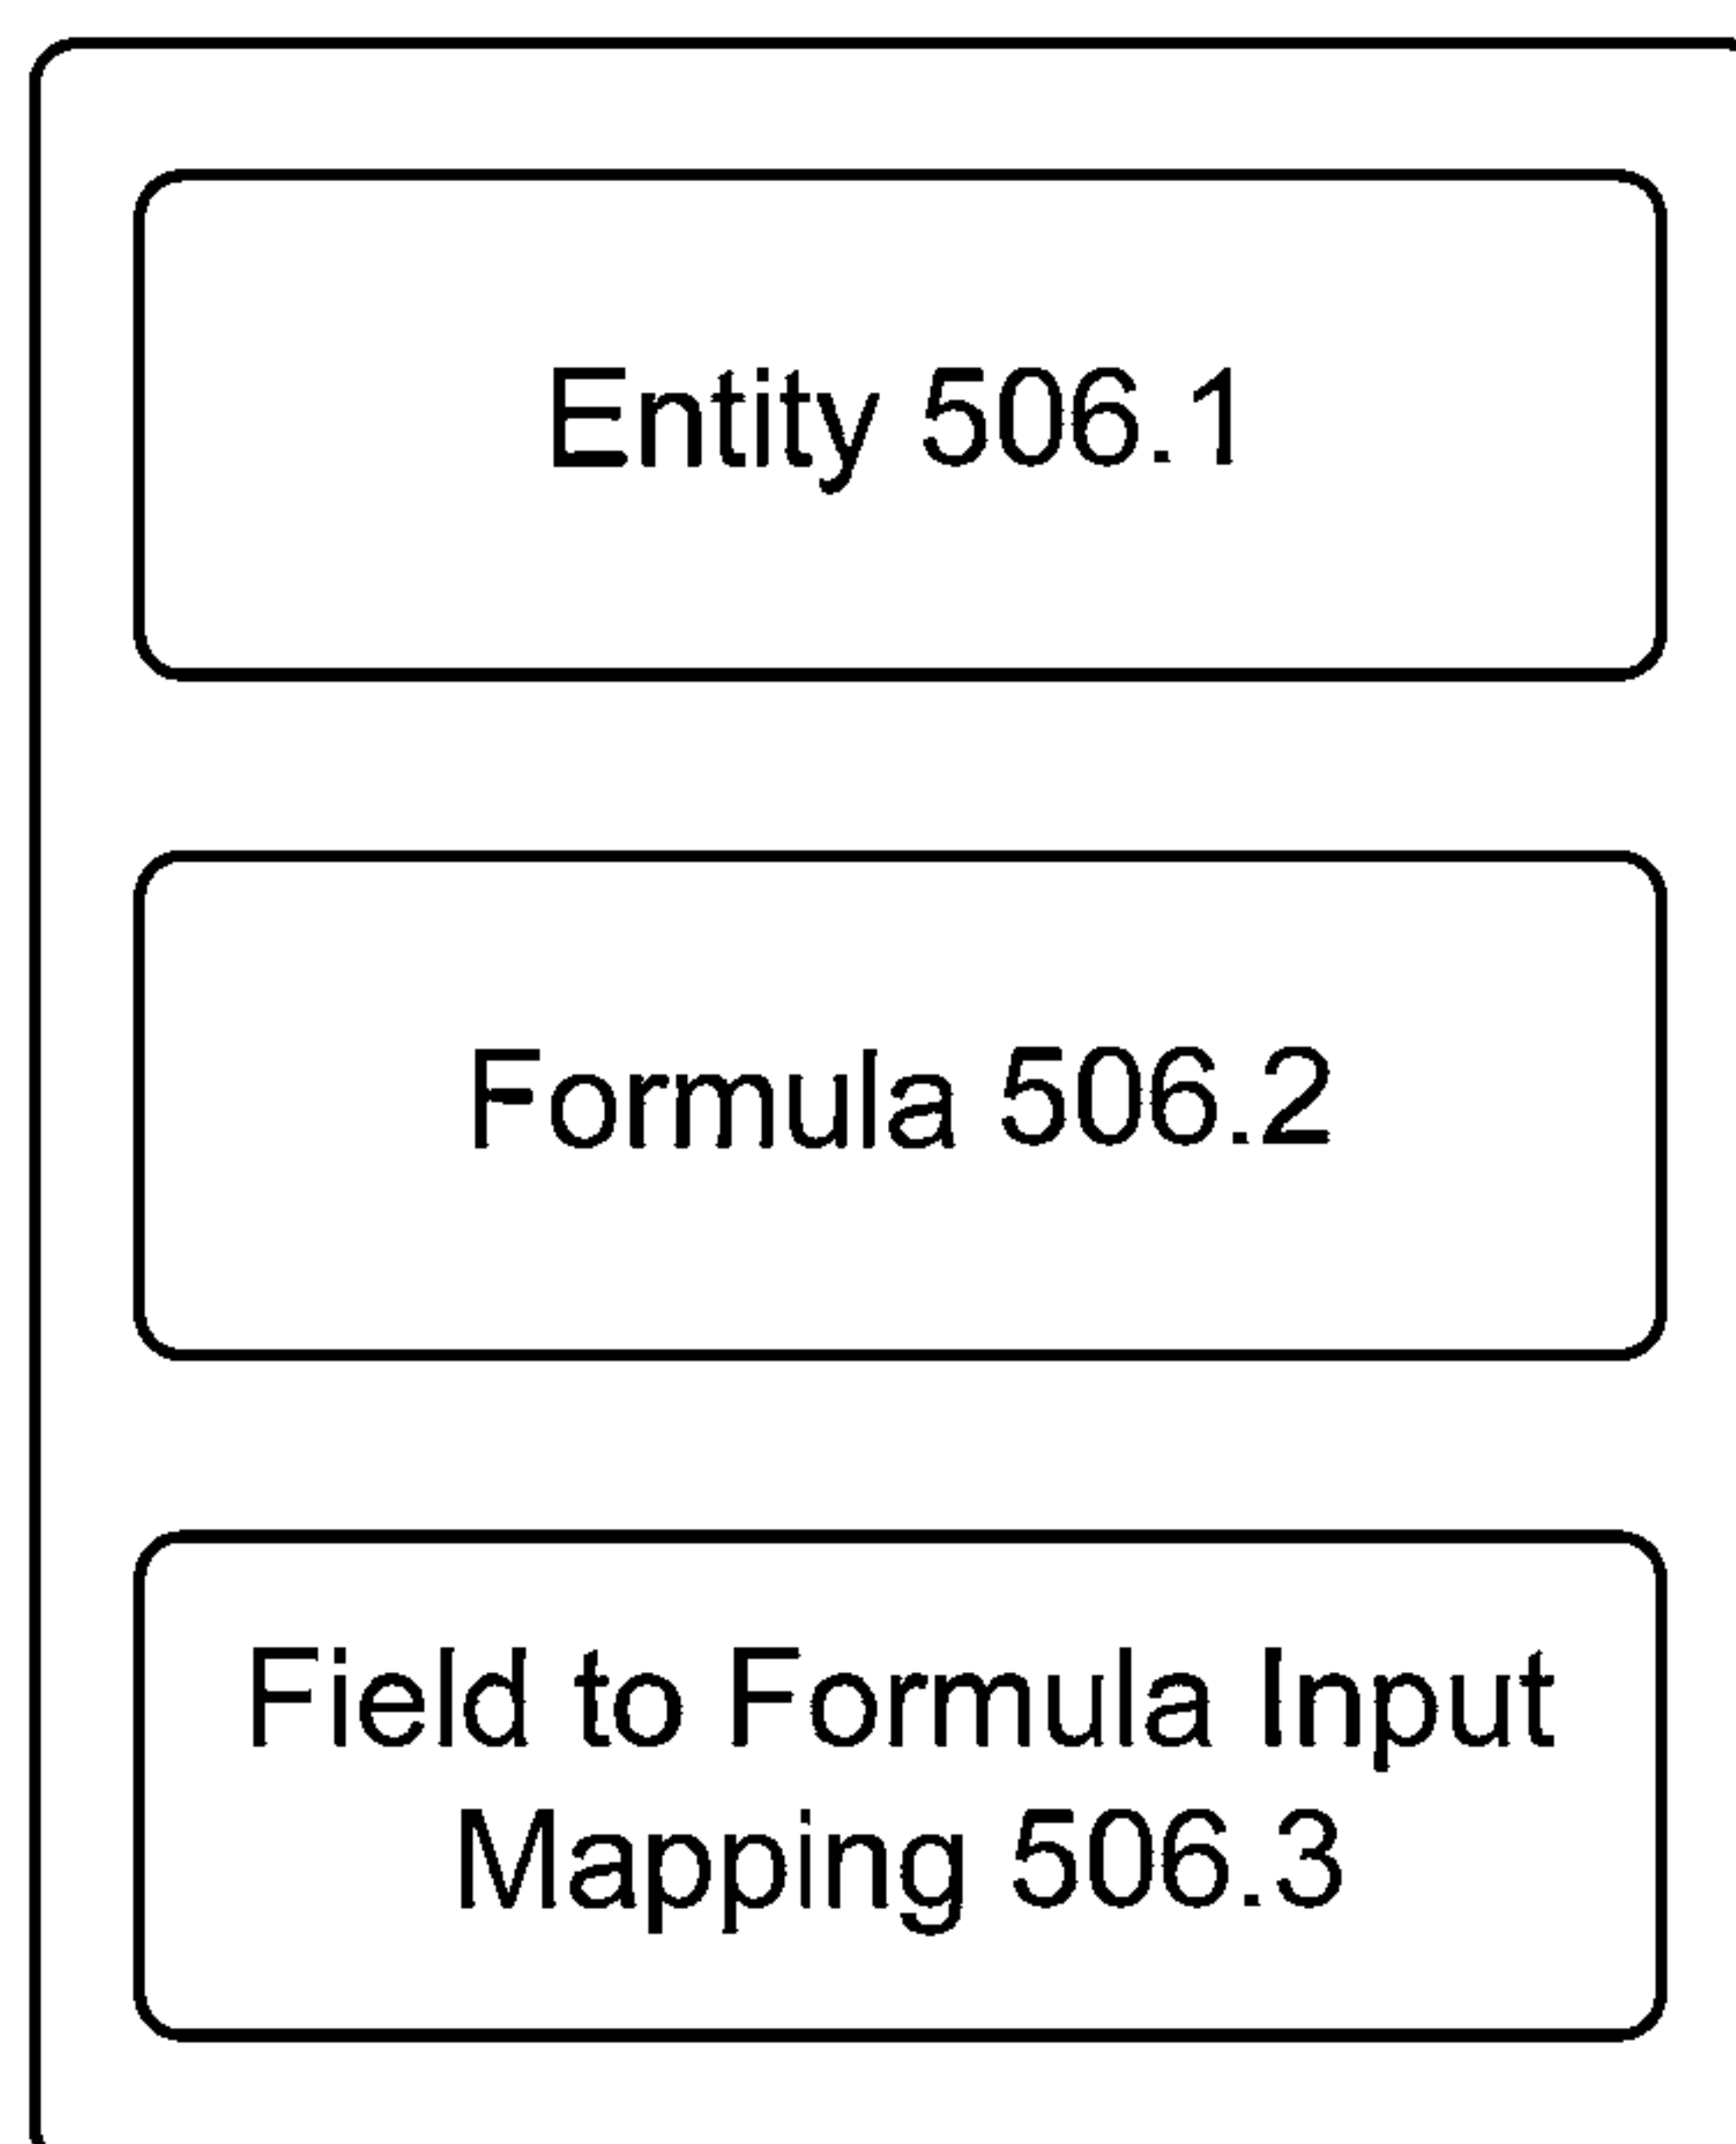 Entity 506.1
Formula 506.2
Field to Formula Input
Mapping 506.3